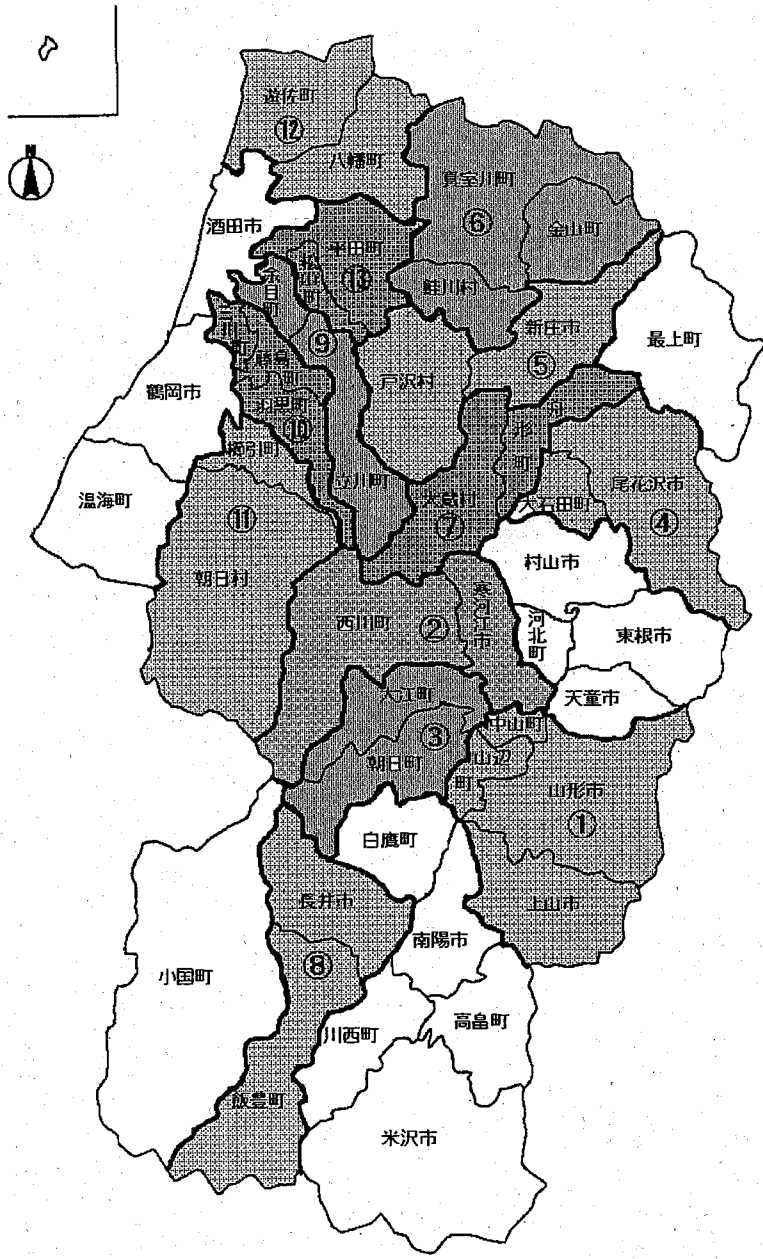 N
遊佐町
⑫
八幡町
真室川町
⑥
金山町
酒田市
平田町
⑬
松山町
余目町
鮭川村
新庄市
⑤
最上町
⑨
三川町
藤島町
戸沢村
鶴岡市
羽黒町
⑩
舟形町
櫛引町
立川町
大蔵村
⑦
大石田町
尾花沢市
④
温海町
⑪
朝日村
村山市
西川町
②
寒河江市
河北町
東根市
天童市
大江町
③
朝日町
中山町
山辺町
山形市
①
白鷹町
長井市
上山市
南陽市
⑧
小国町
川西町
高畠町
飯豊町
米沢市